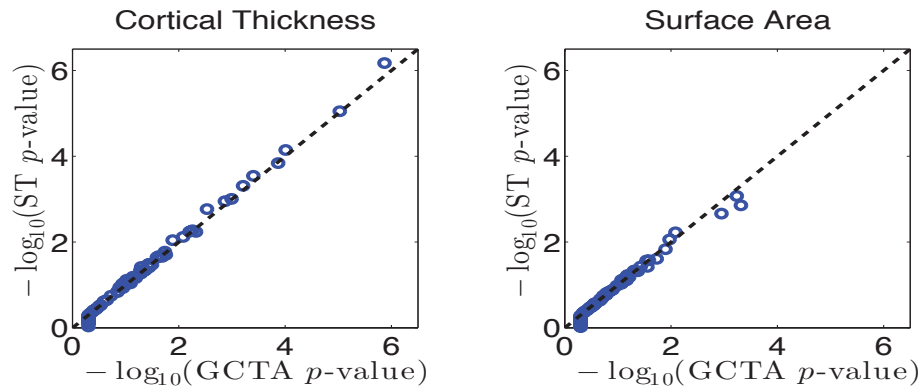 Cortical Thickness
− log₁₀(ST p-value)
6
4
2
0
0 2 4 6
− log₁₀(GCTA p-value)
Surface Area
− log₁₀(ST p-value)
6
4
2
0
0 2 4 6
− log₁₀(GCTA p-value)